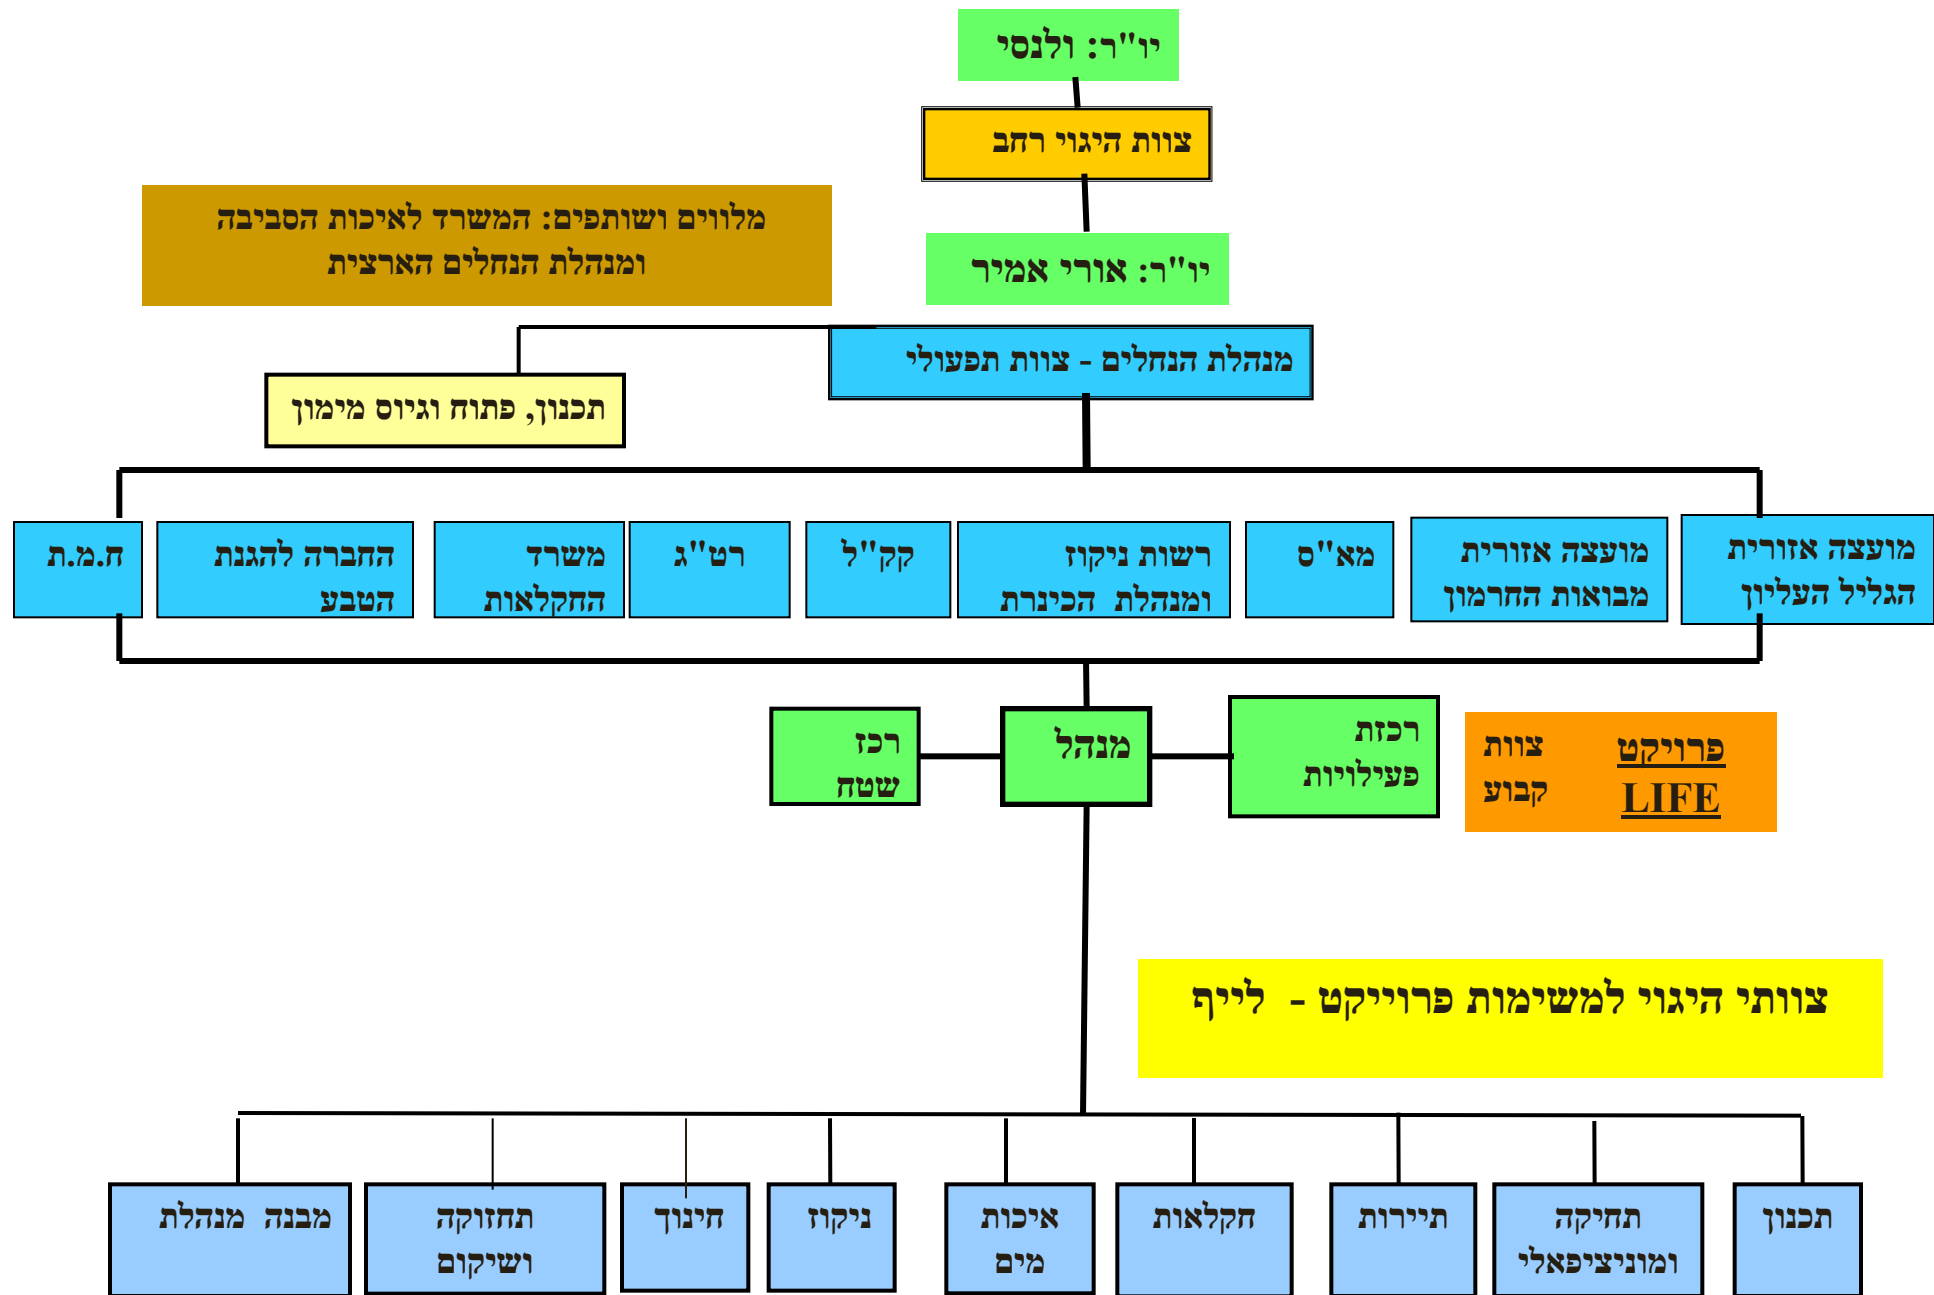 יו"ר: ולנסי
צוות היגוי רחב
מלווים ושותפים: המשרד לאיכות הסביבה
ומנהלת הנחלים הארצית
יו"ר: אורי אמיר
מנהלת הנחלים - צוות תפעולי
תכנון, פתוח וגיוס מימון
מועצה אזורית
הגליל העליון
מועצה אזורית
מבואות החרמון
מא"ס
רשות ניקוז
ומנהלת הכינרת
קק"ל
רט"ג
משרד
החקלאות
החברה להגנת
הטבע
ח.מ.ת
פרויקט
LIFE
צוות
קבוע
רכזת
פעילויות
מנהל
רכז
שטח
צוותי היגוי למשימות פרוייקט - לייף
תכנון
תחיקה
ומוניציפאלי
תיירות
חקלאות
איכות
מים
ניקוז
חינוך
תחזוקה
ושיקום
מבנה מנהלת